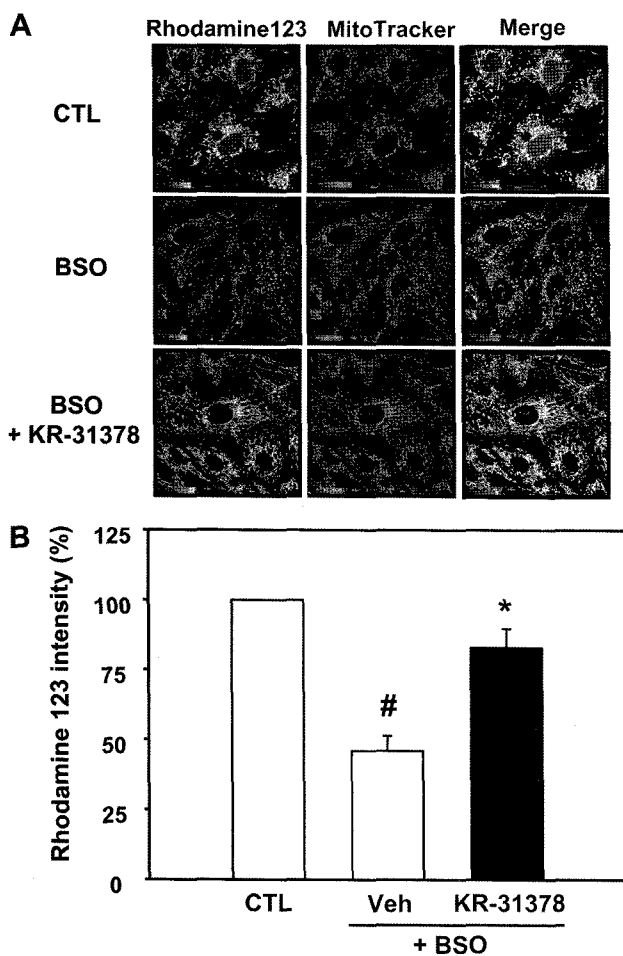 A
Rhodamine123 MitoTracker Merge
CTL
BSO
BSO
+ KR-31378
B
Rhodamine 123 intensity (%)
125
100
75
50
25
0
#
*
CTL Veh KR-31378
+ BSO